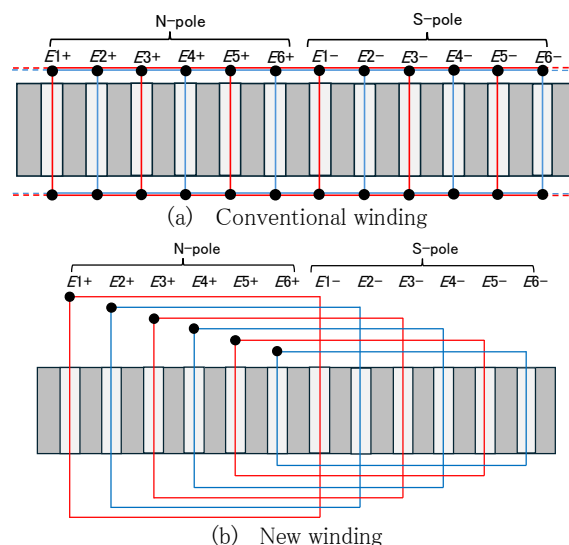 N-pole S-pole
E1+ E2+ E3+ E4+ E5+ E6+ E1− E2− E3− E4− E5− E6−
(a) Conventional winding
N-pole S-pole
E1+ E2+ E3+ E4+ E5+ E6+ E1− E2− E3− E4− E5− E6−
(b) New winding